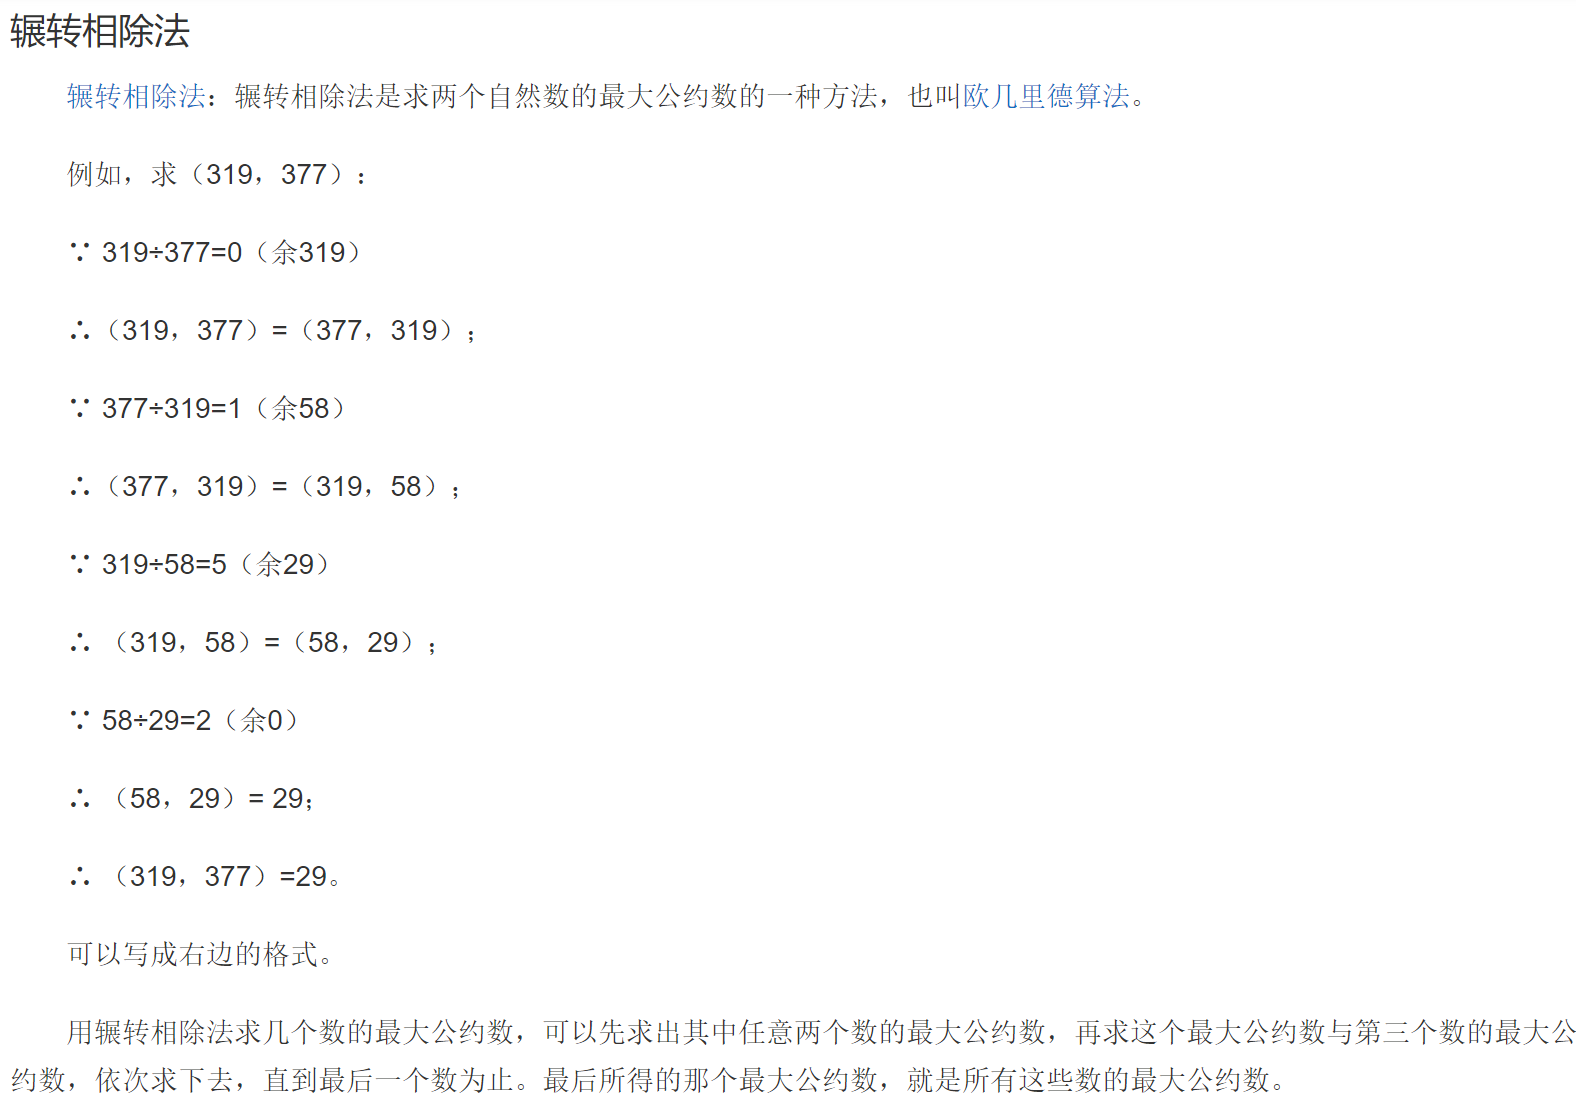 辗转相除法
辗转相除法：辗转相除法是求两个自然数的最大公约数的一种方法，也叫欧几里德算法。
例如，求（319，377）：
∵ 319÷377=0（余319）
∴（319，377）=（377，319）；
∵ 377÷319=1（余58）
∴（377，319）=（319，58）；
∵ 319÷58=5（余29）
∴ （319，58）=（58，29）；
∵ 58÷29=2（余0）
∴ （58，29）= 29；
∴ （319，377）=29。
可以写成右边的格式。
用辗转相除法求几个数的最大公约数，可以先求出其中任意两个数的最大公约数，再求这个最大公约数与第三个数的最大公
约数，依次求下去，直到最后一个数为止。最后所得的那个最大公约数，就是所有这些数的最大公约数。